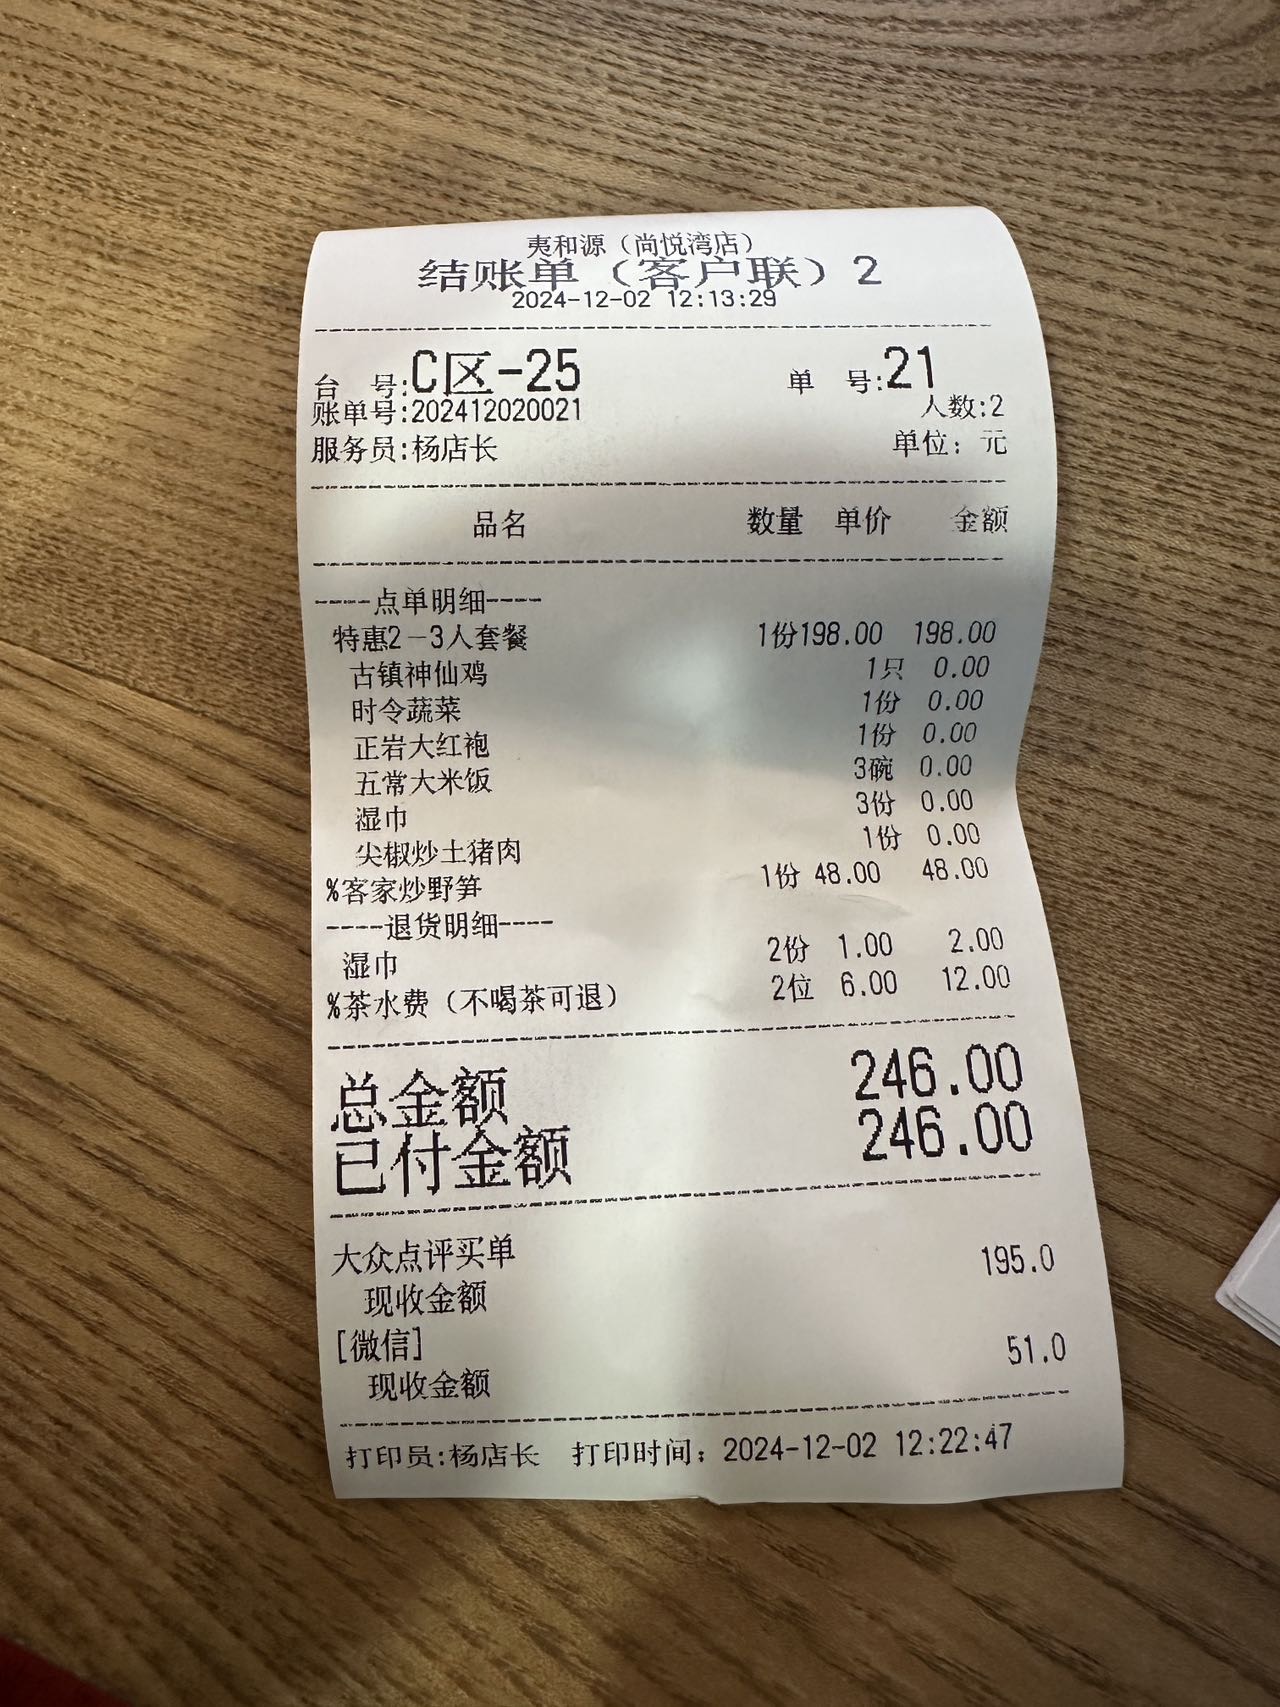 夷和源（尚悦湾店）
结账单（客户联）2
2024-12-02 12:13:29
台 号:C区-25 单 号:21
账单号:202412020021 人数:2
服务员:杨店长 单位：元
品名 数量 单价 金额
----点单明细----
特惠2-3人套餐 1份198.00 198.00
古镇神仙鸡 1只 0.00
时令蔬菜 1份 0.00
正岩大红袍 1份 0.00
五常大米饭 3碗 0.00
湿巾 3份 0.00
尖椒炒土猪肉 1份 0.00
%客家炒野笋 1份 48.00 48.00
----退货明细----
湿巾 2份 1.00 2.00
%茶水费（不喝茶可退） 2位 6.00 12.00
总金额 246.00
已付金额 246.00
大众点评买单
现收金额 195.0
[微信]
现收金额 51.0
打印员:杨店长 打印时间：2024-12-02 12:22:47